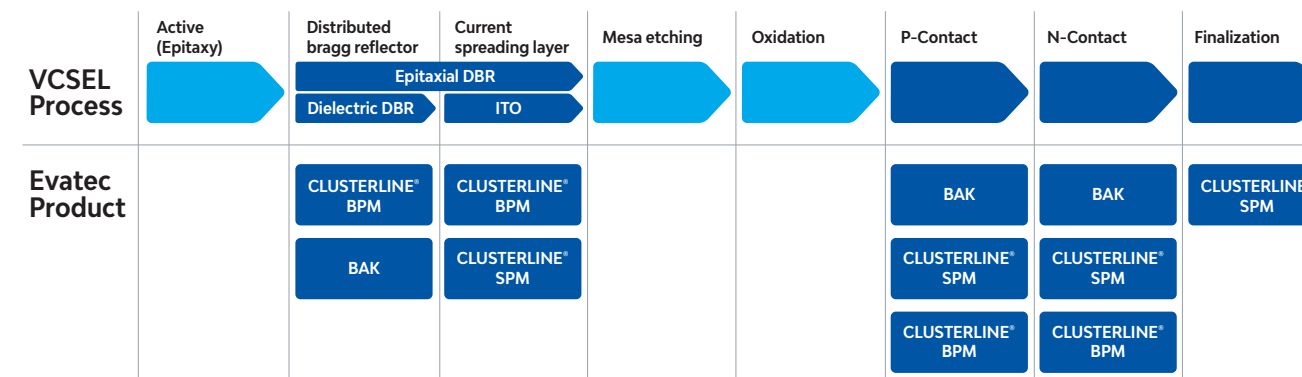 Active
(Epitaxy)
Distributed
bragg reflector
Current
spreading layer
Mesa etching
Oxidation
P-Contact
N-Contact
Finalization
VCSEL
Process
Epitaxial DBR
Dielectric DBR
ITO
Evatec
Product
CLUSTERLINE®
BPM
CLUSTERLINE®
BPM
BAK
BAK
CLUSTERLINE
SPM
BAK
CLUSTERLINE®
SPM
CLUSTERLINE®
SPM
CLUSTERLINE®
SPM
CLUSTERLINE®
BPM
CLUSTERLINE®
BPM